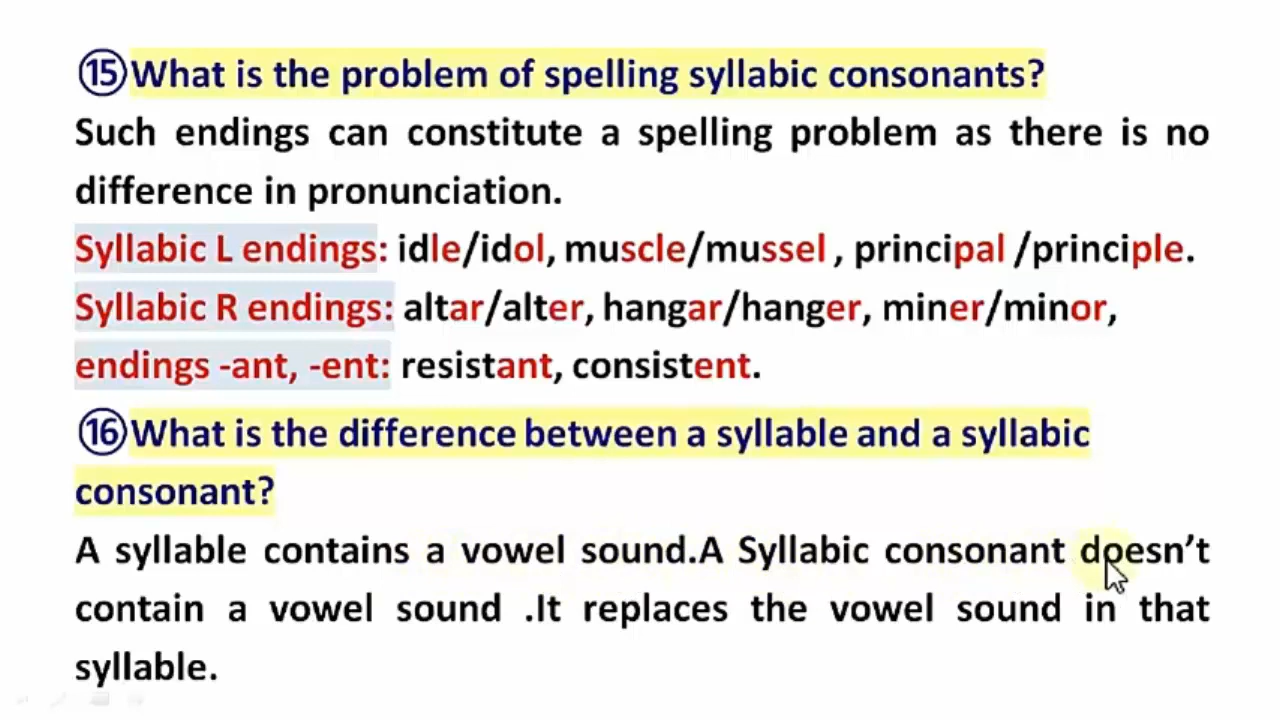 ⑮What is the problem of spelling syllabic consonants?
Such endings can constitute a spelling problem as there is no
difference in pronunciation.
Syllabic L endings: idle/idol, muscle/mussel , principal /principle.
Syllabic R endings: altar/alter, hangar/hanger, miner/minor,
endings -ant, -ent: resistant, consistent.
⑯What is the difference between a syllable and a syllabic
consonant?
A syllable contains a vowel sound.A Syllabic consonant doesn’t
contain a vowel sound .It replaces the vowel sound in that
syllable.